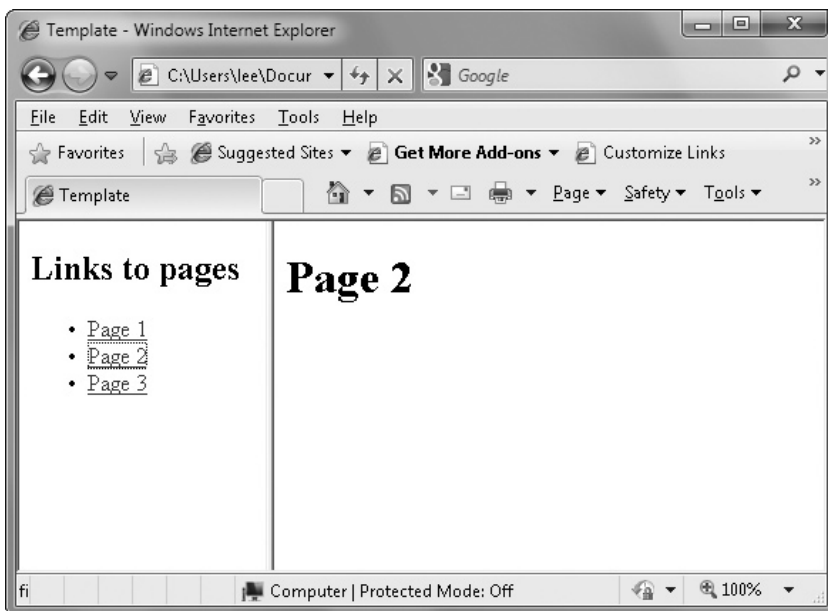 Template - Windows Internet Explorer
C:\Users\lee\Docur
Google
File Edit View Favorites Tools Help
Favorites Suggested Sites Get More Add-ons Customize Links
Template Page Safety Tools
Links to pages
• Page 1
• Page 2
• Page 3
Page 2
fi Computer | Protected Mode: Off 100%